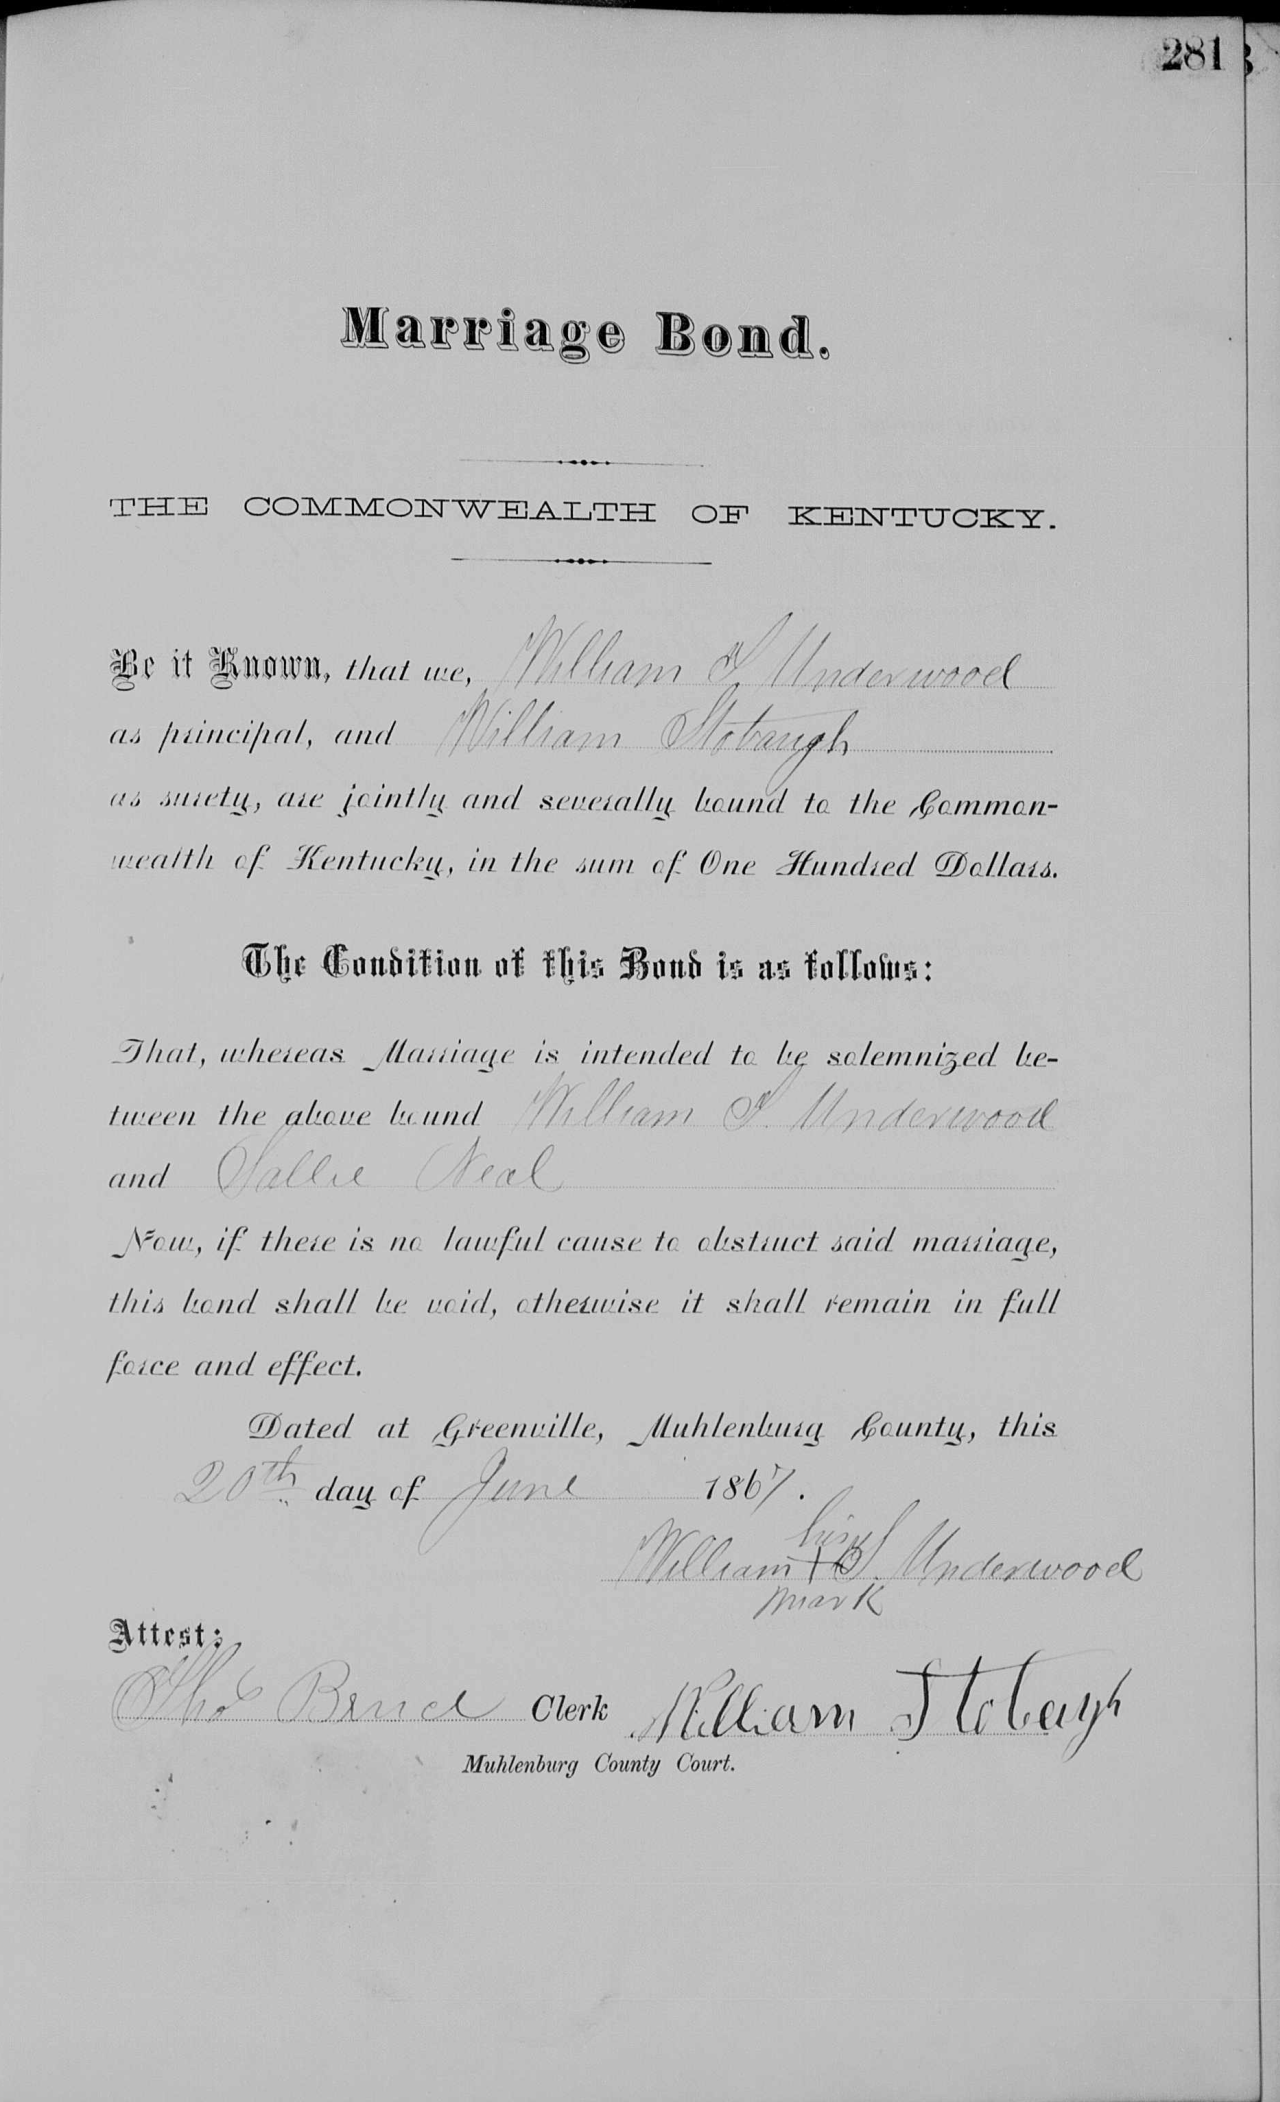 281
Marriage Bond.
THE COMMONWEALTH OF KENTUCKY.
Be it Known, that we, William S Underwood
as principal, and William Stobaugh
as surety, are jointly and severally bound to the Common-
wealth of Kentucky, in the sum of One Hundred Dollars.
The Condition of this Bond is as follows:
That, whereas Marriage is intended to be solemnized be-
tween the above bound William S. Underwood
and Sallie Neal
Now, if there is no lawful cause to obstruct said marriage,
this bond shall be void, otherwise it shall remain in full
force and effect.
Dated at Greenville, Muhlenburg County, this
20th day of June 1867.
his
William + S. Underwood
mark
Attest:
Thos Bruce Clerk William Stobagh
Muhlenburg County Court.